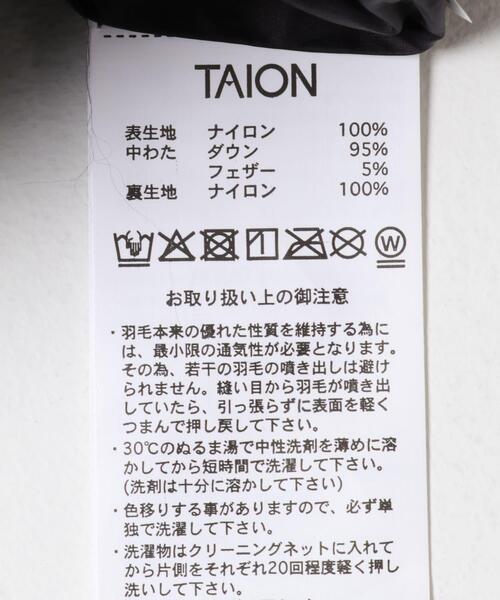 TAION
表生地 ナイロン 100%
中わた ダウン 95%
フェザー 5%
裏生地 ナイロン 100%
W
お取り扱い上の御注意
・羽毛本来の優れた性質を維持する為に
は、最小限の通気性が必要となります。
その為、若干の羽毛の噴き出しは避け
られません。縫い目から羽毛が噴き出
していたら、引っ張らずに表面を軽く
つまんで押し戻して下さい。
・30℃のぬるま湯で中性洗剤を薄めに溶
かしてから短時間で洗濯して下さい。
(洗剤は十分に溶かして下さい)
・色移りする事がありますので、必ず単
独で洗濯して下さい。
・洗濯物はクリーニングネットに入れて
から片側をそれぞれ20回程度軽く押し
洗いして下さい。